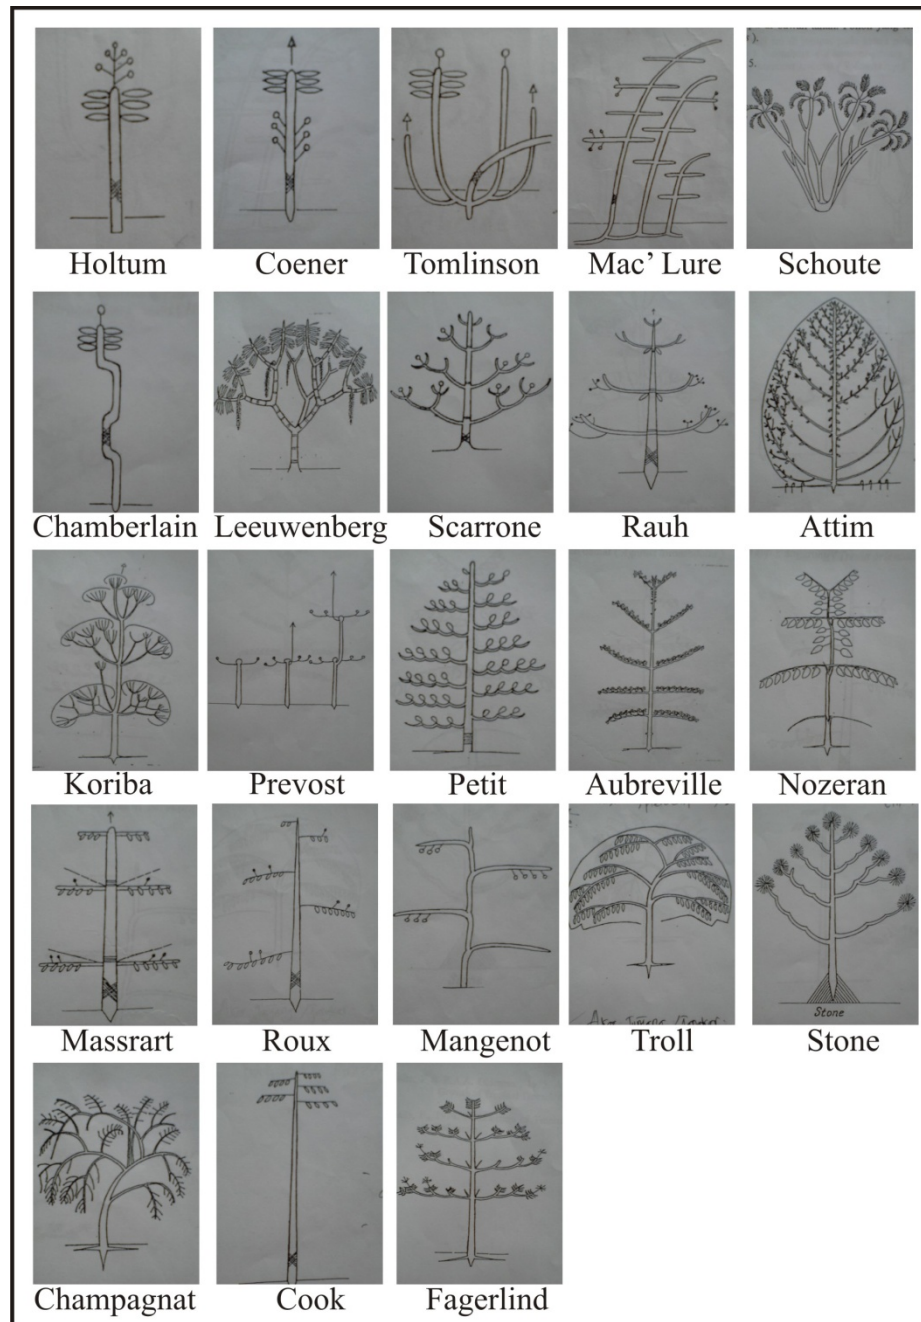 5.
Holtum
Coener
Tomlinson
Mac' Lure
Schoute
Chamberlain
Leeuwenberg
Scarrone
Rauh
Attim
Koriba
Prevost
Petit
Aubreville
Nozeran
Massrart
Roux
Mangenot
Troll
Stone
Stone
Champagnat
Cook
Fagerlind